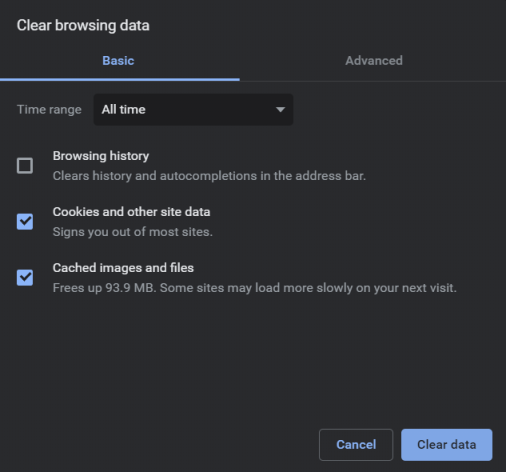 Clear browsing data
Basic
Advanced
Time range
All time
Browsing history
Clears history and autocompletions in the address bar.
Cookies and other site data
Signs you out of most sites.
Cached images and files
Frees up 93.9 MB. Some sites may load more slowly on your next visit.
Cancel
Clear data